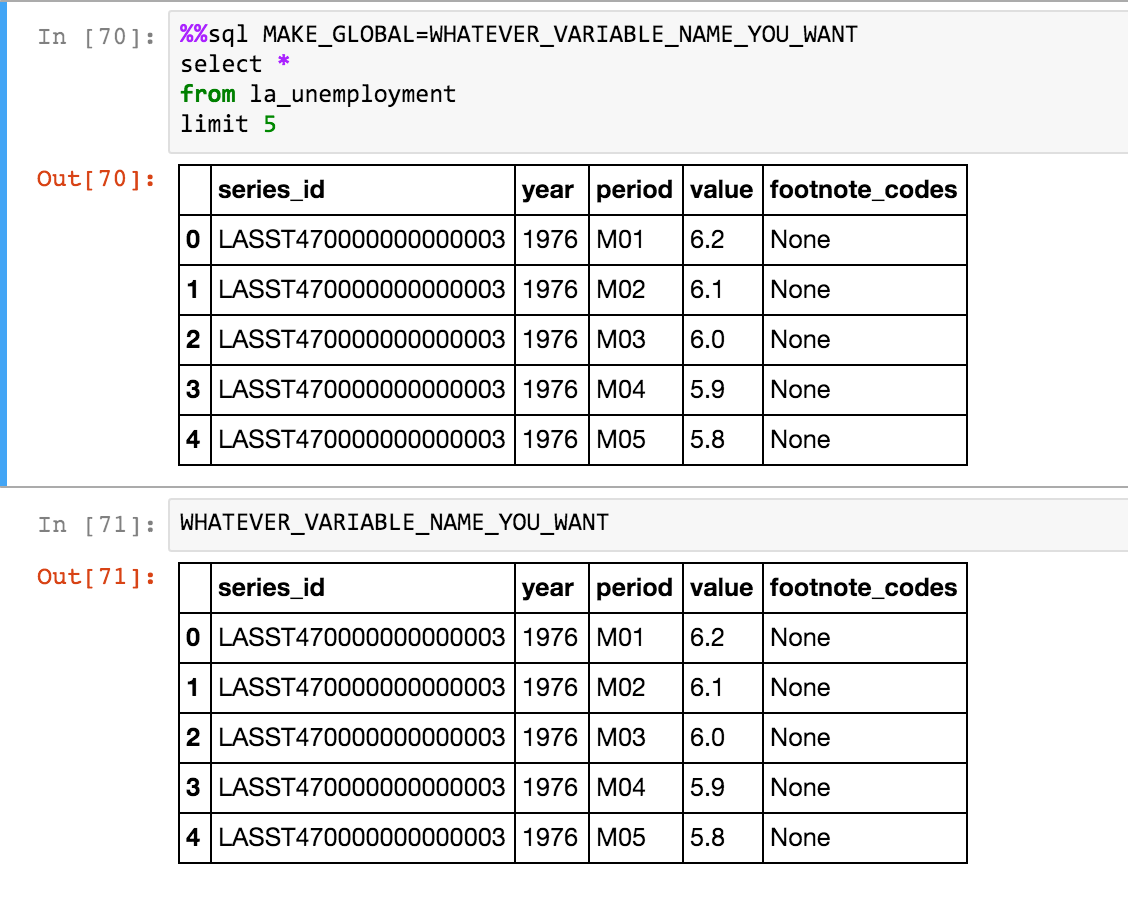 In [70]: %%sql MAKE_GLOBAL=WHATEVER_VARIABLE_NAME_YOU_WANT
select *
from la_unemployment
limit 5
Out[70]:
series_id year period value footnote_codes
0 LASST470000000000003 1976 M01 6.2 None
1 LASST470000000000003 1976 M02 6.1 None
2 LASST470000000000003 1976 M03 6.0 None
3 LASST470000000000003 1976 M04 5.9 None
4 LASST470000000000003 1976 M05 5.8 None
In [71]: WHATEVER_VARIABLE_NAME_YOU_WANT
Out[71]:
series_id year period value footnote_codes
0 LASST470000000000003 1976 M01 6.2 None
1 LASST470000000000003 1976 M02 6.1 None
2 LASST470000000000003 1976 M03 6.0 None
3 LASST470000000000003 1976 M04 5.9 None
4 LASST470000000000003 1976 M05 5.8 None